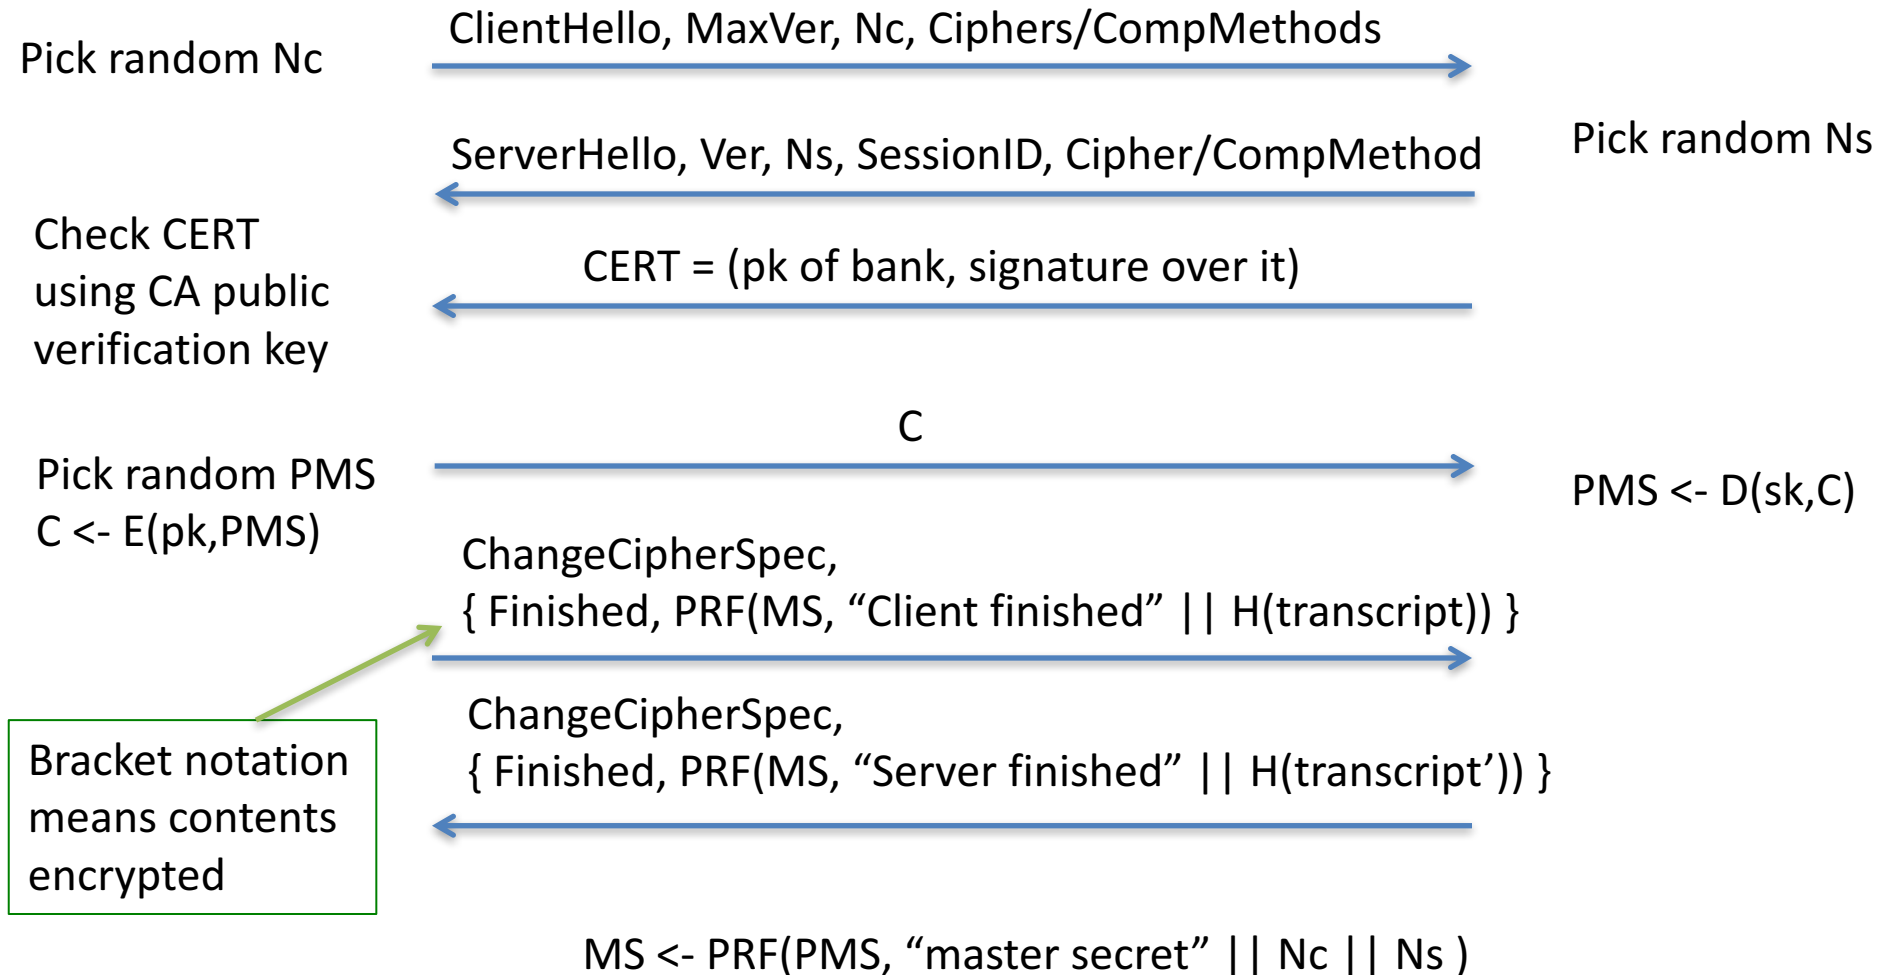 Pick random Nc
ClientHello, MaxVer, Nc, Ciphers/CompMethods
ServerHello, Ver, Ns, SessionID, Cipher/CompMethod
Pick random Ns
Check CERT
using CA public
verification key
CERT = (pk of bank, signature over it)
C
Pick random PMS
C <- E(pk,PMS)
PMS <- D(sk,C)
ChangeCipherSpec,
{ Finished, PRF(MS, “Client finished” || H(transcript)) }
ChangeCipherSpec,
{ Finished, PRF(MS, “Server finished” || H(transcript’)) }
Bracket notation
means contents
encrypted
MS <- PRF(PMS, “master secret” || Nc || Ns )